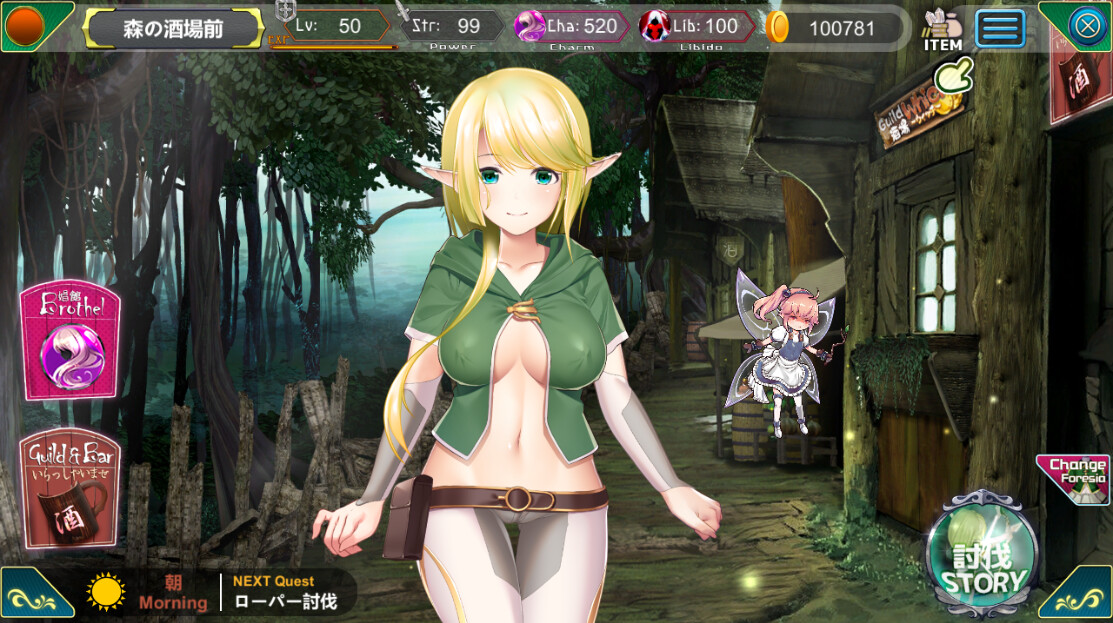 森の酒場前
Lv: 50
EXP
Str: 99
Power
Cha: 520
Charm
Lib: 100
Libido
100781
ITEM
酒
Guild
酒場
娼館
Brothel
Guild & Bar
いらっしゃいませ
酒
Change
Foresia
討伐
STORY
朝
Morning
NEXT Quest
ローパー討伐